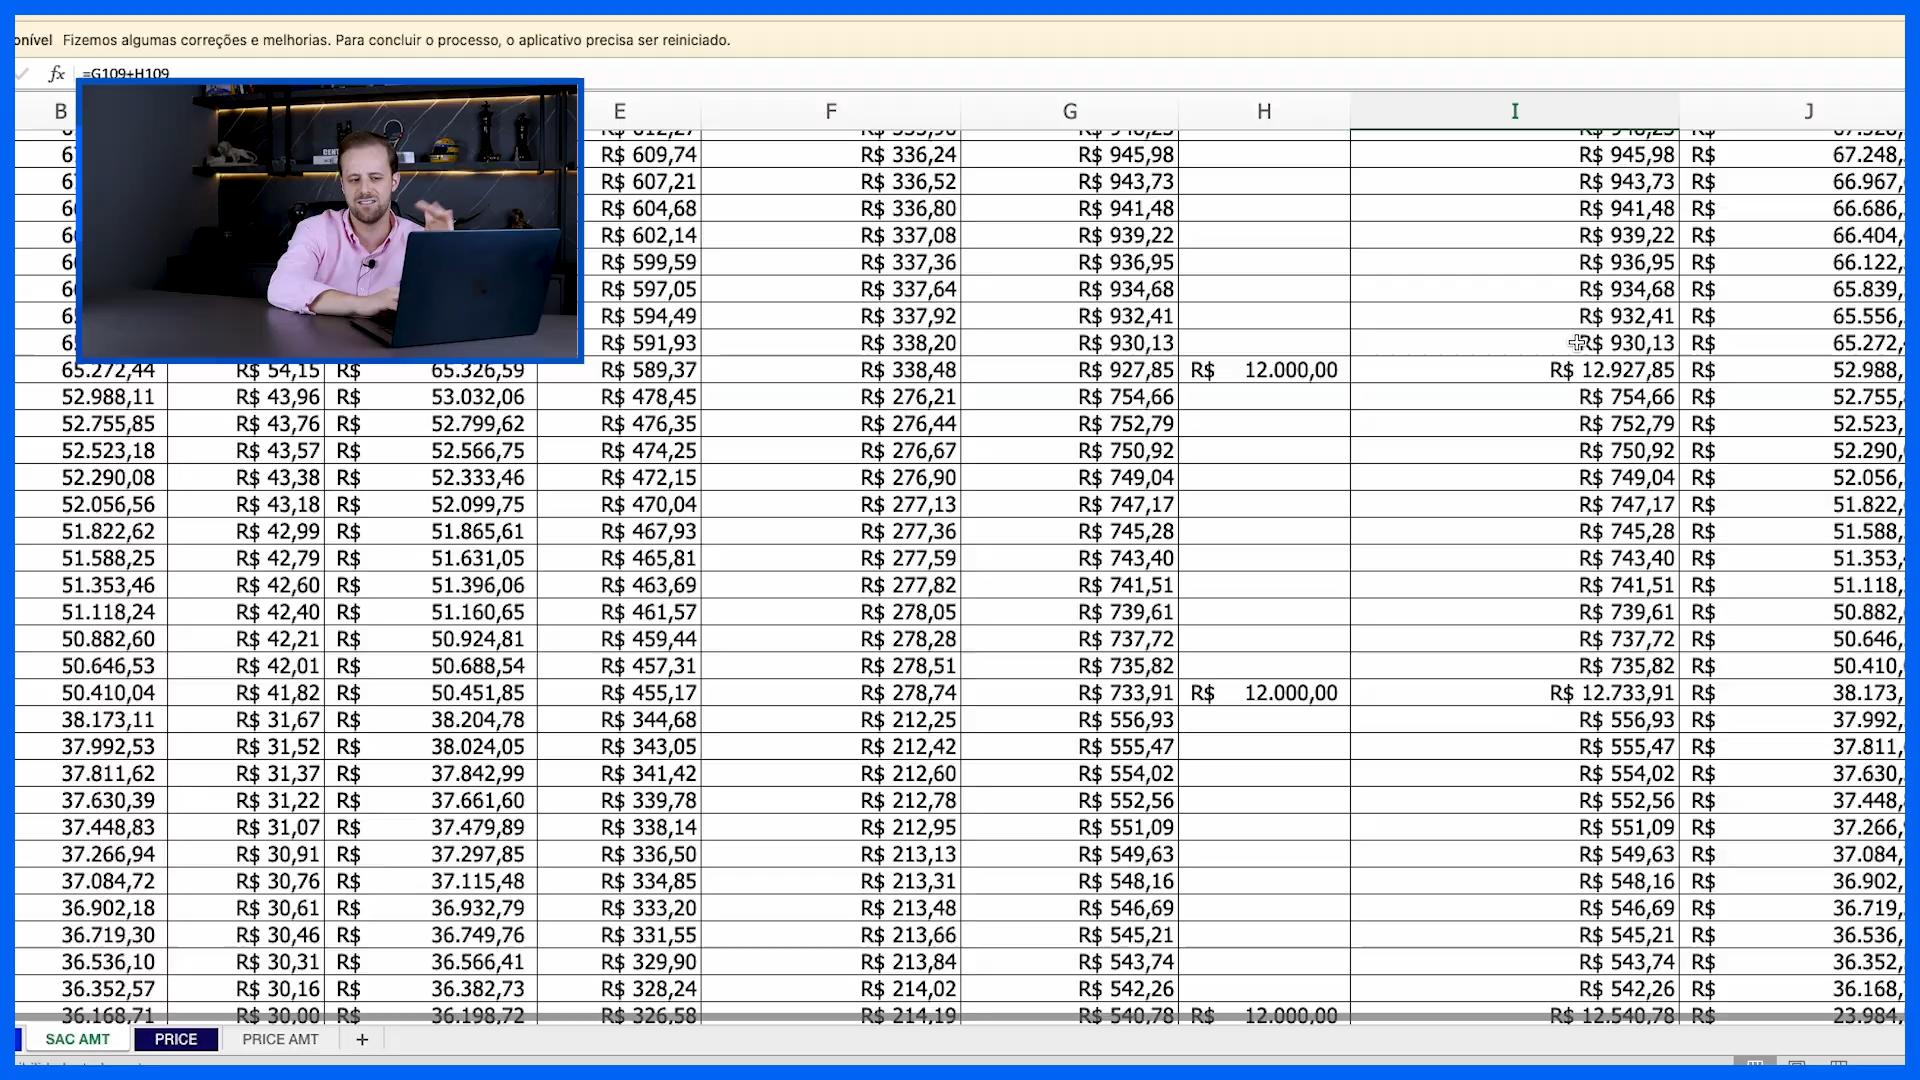 onível Fizemos algumas correções e melhorias. Para concluir o processo, o aplicativo precisa ser reiniciado.
fx =G109+H109
B E F G H I J
R$ 609,74 R$ 336,24 R$ 945,98 R$ 945,98 R$ 67.248,
R$ 607,21 R$ 336,52 R$ 943,73 R$ 943,73 R$ 66.967,
R$ 604,68 R$ 336,80 R$ 941,48 R$ 941,48 R$ 66.686,
R$ 602,14 R$ 337,08 R$ 939,22 R$ 939,22 R$ 66.404,
R$ 599,59 R$ 337,36 R$ 936,95 R$ 936,95 R$ 66.122,
R$ 597,05 R$ 337,64 R$ 934,68 R$ 934,68 R$ 65.839,
R$ 594,49 R$ 337,92 R$ 932,41 R$ 932,41 R$ 65.556,
R$ 591,93 R$ 338,20 R$ 930,13 R$ 930,13 R$ 65.272,
65.272,44 R$ 54,15 R$ 65.326,59 R$ 589,37 R$ 338,48 R$ 927,85 R$ 12.000,00 R$ 12.927,85 R$ 52.988,
52.988,11 R$ 43,96 R$ 53.032,06 R$ 478,45 R$ 276,21 R$ 754,66 R$ 754,66 R$ 52.755,
52.755,85 R$ 43,76 R$ 52.799,62 R$ 476,35 R$ 276,44 R$ 752,79 R$ 752,79 R$ 52.523,
52.523,18 R$ 43,57 R$ 52.566,75 R$ 474,25 R$ 276,67 R$ 750,92 R$ 750,92 R$ 52.290,
52.290,08 R$ 43,38 R$ 52.333,46 R$ 472,15 R$ 276,90 R$ 749,04 R$ 749,04 R$ 52.056,
52.056,56 R$ 43,18 R$ 52.099,75 R$ 470,04 R$ 277,13 R$ 747,17 R$ 747,17 R$ 51.822,
51.822,62 R$ 42,99 R$ 51.865,61 R$ 467,93 R$ 277,36 R$ 745,28 R$ 745,28 R$ 51.588,
51.588,25 R$ 42,79 R$ 51.631,05 R$ 465,81 R$ 277,59 R$ 743,40 R$ 743,40 R$ 51.353,
51.353,46 R$ 42,60 R$ 51.396,06 R$ 463,69 R$ 277,82 R$ 741,51 R$ 741,51 R$ 51.118,
51.118,24 R$ 42,40 R$ 51.160,65 R$ 461,57 R$ 278,05 R$ 739,61 R$ 739,61 R$ 50.882,
50.882,60 R$ 42,21 R$ 50.924,81 R$ 459,44 R$ 278,28 R$ 737,72 R$ 737,72 R$ 50.646,
50.646,53 R$ 42,01 R$ 50.688,54 R$ 457,31 R$ 278,51 R$ 735,82 R$ 735,82 R$ 50.410,
50.410,04 R$ 41,82 R$ 50.451,85 R$ 455,17 R$ 278,74 R$ 733,91 R$ 12.000,00 R$ 12.733,91 R$ 38.173,
38.173,11 R$ 31,67 R$ 38.204,78 R$ 344,68 R$ 212,25 R$ 556,93 R$ 556,93 R$ 37.992,
37.992,53 R$ 31,52 R$ 38.024,05 R$ 343,05 R$ 212,42 R$ 555,47 R$ 555,47 R$ 37.811,
37.811,62 R$ 31,37 R$ 37.842,99 R$ 341,42 R$ 212,60 R$ 554,02 R$ 554,02 R$ 37.630,
37.630,39 R$ 31,22 R$ 37.661,60 R$ 339,78 R$ 212,78 R$ 552,56 R$ 552,56 R$ 37.448,
37.448,83 R$ 31,07 R$ 37.479,89 R$ 338,14 R$ 212,95 R$ 551,09 R$ 551,09 R$ 37.266,
37.266,94 R$ 30,91 R$ 37.297,85 R$ 336,50 R$ 213,13 R$ 549,63 R$ 549,63 R$ 37.084,
37.084,72 R$ 30,76 R$ 37.115,48 R$ 334,85 R$ 213,31 R$ 548,16 R$ 548,16 R$ 36.902,
36.902,18 R$ 30,61 R$ 36.932,79 R$ 333,20 R$ 213,48 R$ 546,69 R$ 546,69 R$ 36.719,
36.719,30 R$ 30,46 R$ 36.749,76 R$ 331,55 R$ 213,66 R$ 545,21 R$ 545,21 R$ 36.536,
36.536,10 R$ 30,31 R$ 36.566,41 R$ 329,90 R$ 213,84 R$ 543,74 R$ 543,74 R$ 36.352,
36.352,57 R$ 30,16 R$ 36.382,73 R$ 328,24 R$ 214,02 R$ 542,26 R$ 542,26 R$ 36.168,
36.168,71 R$ 30,00 R$ 36.198,72 R$ 326,58 R$ 214,19 R$ 540,78 R$ 12.000,00 R$ 12.540,78 R$ 23.984,
SAC AMT PRICE PRICE AMT +